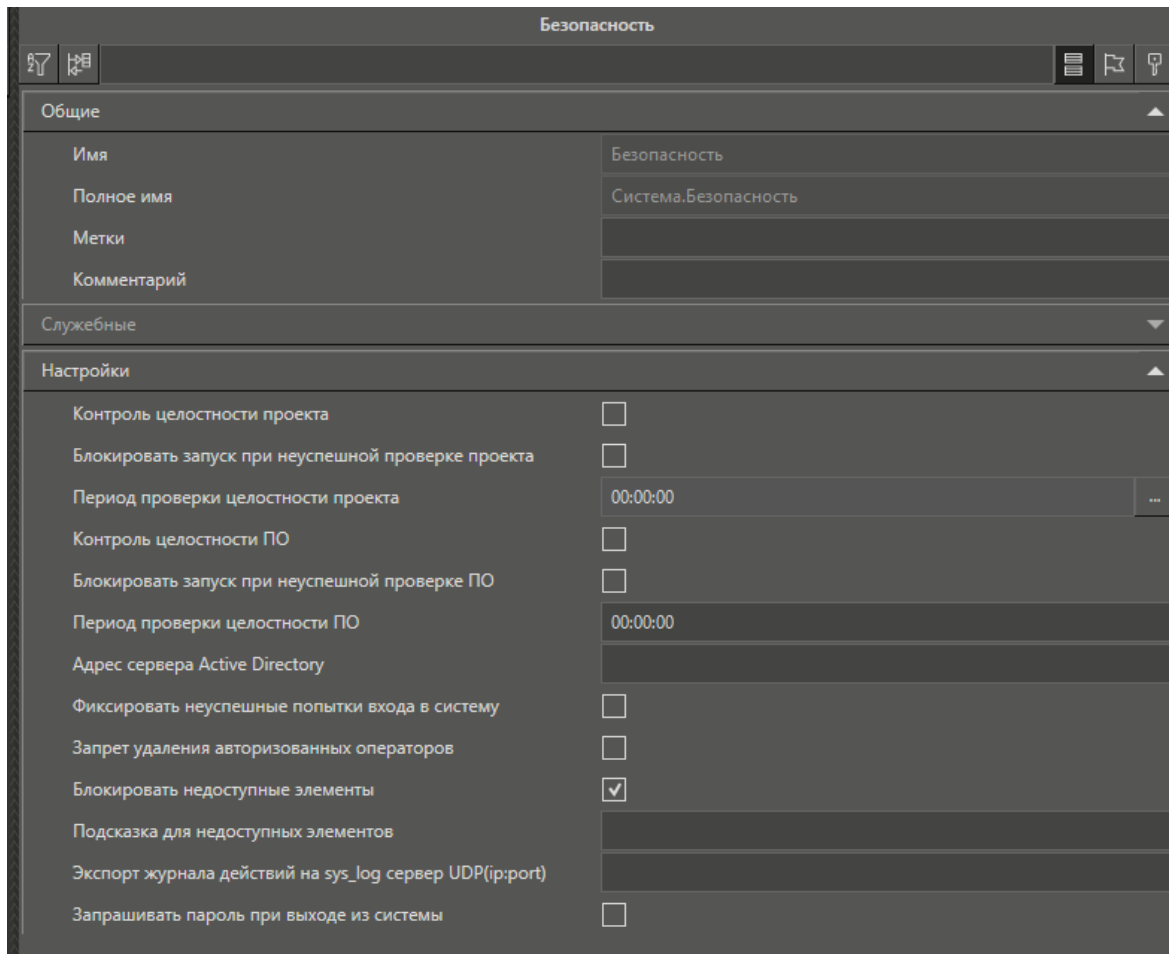 Безопасность
Общие
Имя Безопасность
Полное имя Система.Безопасность
Метки
Комментарий
Служебные
Настройки
Контроль целостности проекта
Блокировать запуск при неуспешной проверке проекта
Период проверки целостности проекта 00:00:00 ...
Контроль целостности ПО
Блокировать запуск при неуспешной проверке ПО
Период проверки целостности ПО 00:00:00
Адрес сервера Active Directory
Фиксировать неуспешные попытки входа в систему
Запрет удаления авторизованных операторов
Блокировать недоступные элементы
Подсказка для недоступных элементов
Экспорт журнала действий на sys_log сервер UDP(ip:port)
Запрашивать пароль при выходе из системы